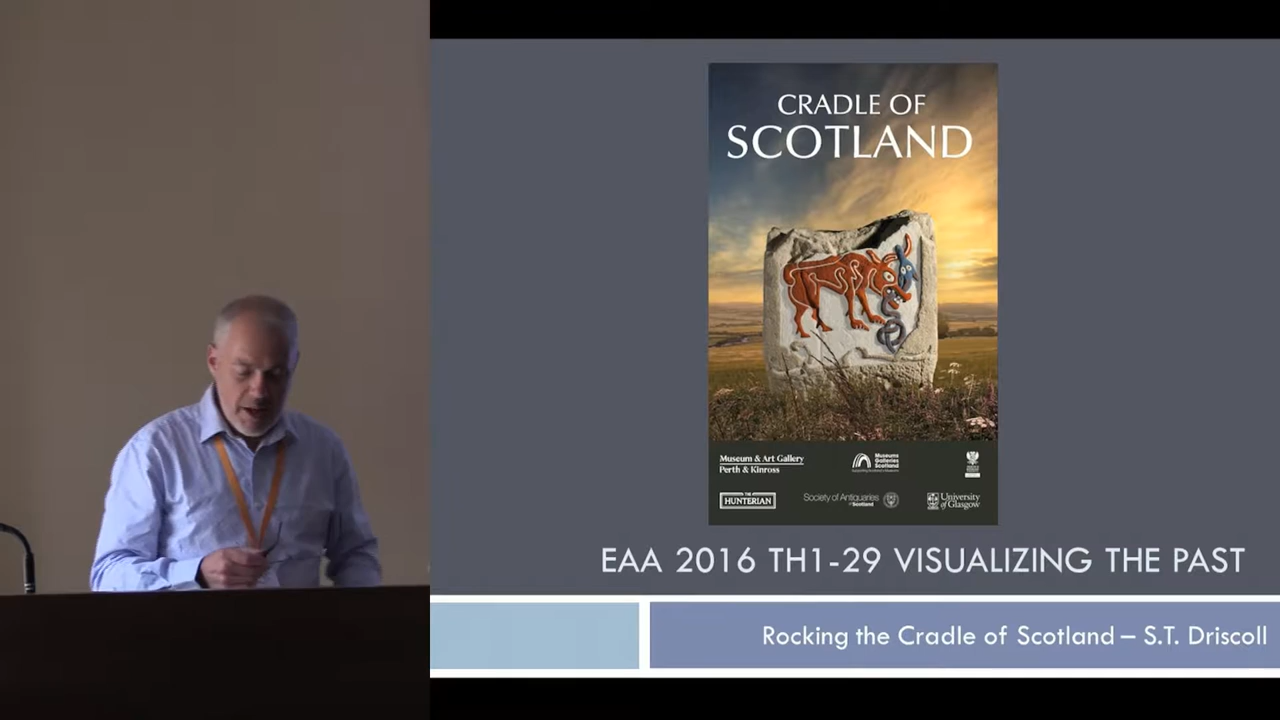 CRADLE OF
SCOTLAND
Museum & Art Gallery
Perth & Kinross
Museums
Galleries
Scotland
THE
HUNTERIAN
Society of Antiquaries
of Scotland
University
of Glasgow
EAA 2016 TH1-29 VISUALIZING THE PAST
Rocking the Cradle of Scotland – S.T. Driscoll